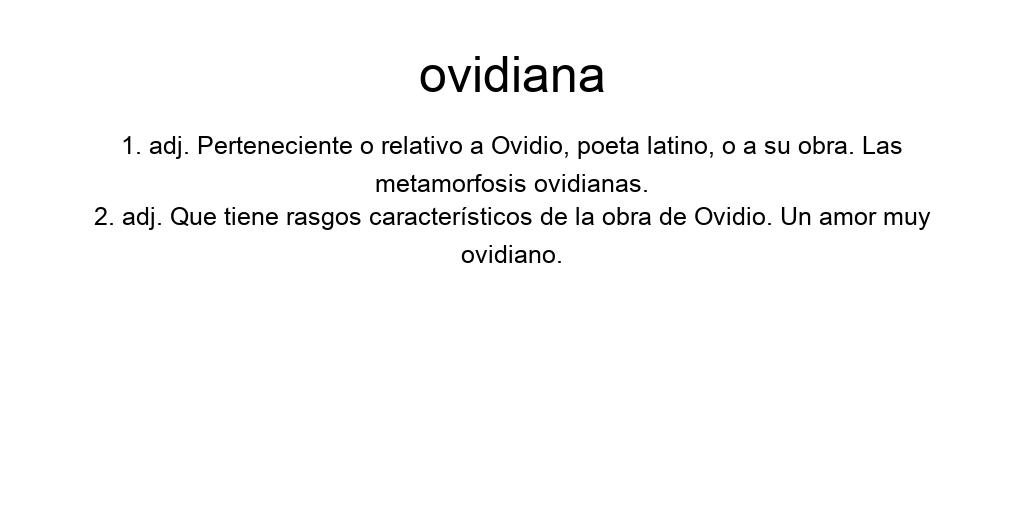 ovidiana
1. adj. Perteneciente o relativo a Ovidio, poeta latino, o a su obra. Las
metamorfosis ovidianas.
2. adj. Que tiene rasgos característicos de la obra de Ovidio. Un amor muy
ovidiano.